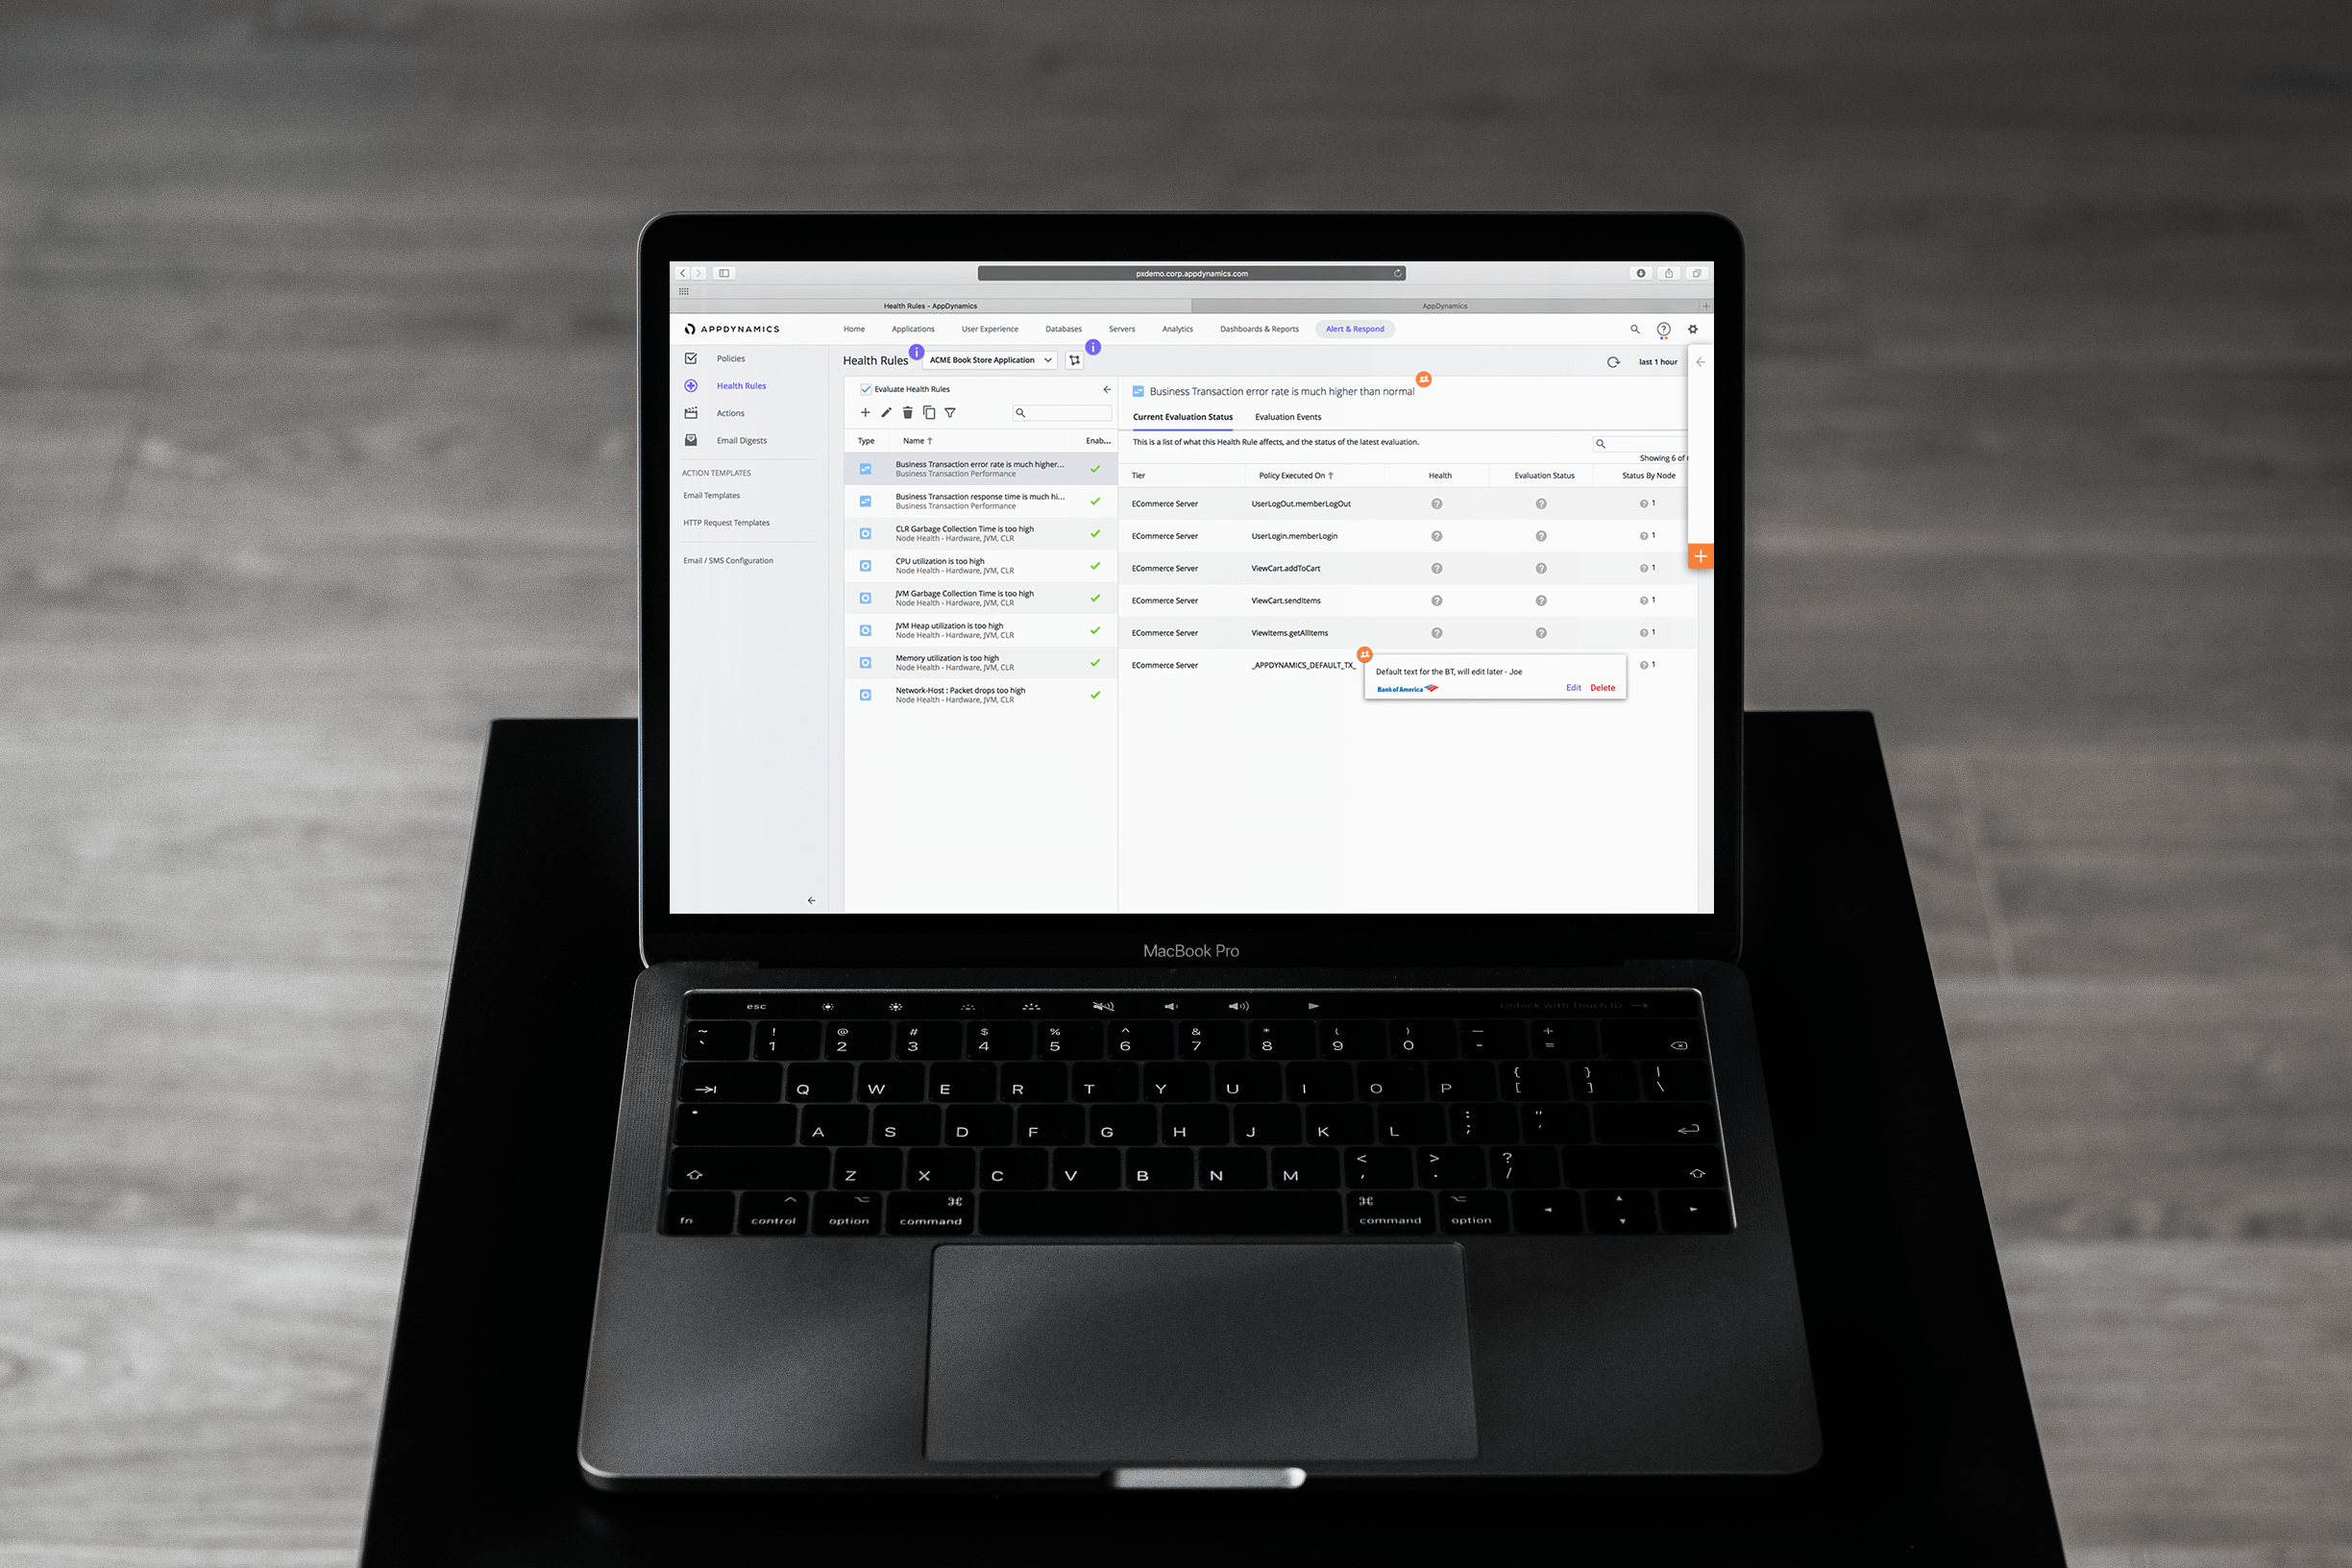 pxdemo.corp.appdynamics.com
Health Rules - AppDynamics
AppDynamics
APPDYNAMICS
Home
Applications
User Experience
Databases
Servers
Analytics
Dashboards & Reports
Alert & Respond
Policies
Health Rules
Actions
Email Digests
ACTION TEMPLATES
Email Templates
HTTP Request Templates
Email / SMS Configuration
Health Rules
ACME Book Store Application
last 1 hour
Evaluate Health Rules
Type
Name
Enab...
Business Transaction error rate is much higher...
Business Transaction Performance
Business Transaction response time is much hi...
Business Transaction Performance
CLR Garbage Collection Time is too high
Node Health - Hardware, JVM, CLR
CPU utilization is too high
Node Health - Hardware, JVM, CLR
JVM Garbage Collection Time is too high
Node Health - Hardware, JVM, CLR
JVM Heap utilization is too high
Node Health - Hardware, JVM, CLR
Memory utilization is too high
Node Health - Hardware, JVM, CLR
Network-Host : Packet drops too high
Node Health - Hardware, JVM, CLR
Business Transaction error rate is much higher than normal
Current Evaluation Status
Evaluation Events
This is a list of what this Health Rule affects, and the status of the latest evaluation.
Showing 6 of
Tier
Policy Executed On
Health
Evaluation Status
Status By Node
ECommerce Server UserLogOut.memberLogOut ? ? ? 1
ECommerce Server UserLogin.memberLogin ? ? ? 1
ECommerce Server ViewCart.addToCart ? ? ? 1
ECommerce Server ViewCart.sendItems ? ? ? 1
ECommerce Server ViewItems.getAllItems ? ? ? 1
ECommerce Server _APPDYNAMICS_DEFAULT_TX_ ? 1
Default text for the BT, will edit later - Joe
Bank of America
Edit
Delete
MacBook Pro
esc
Unlock with Touch ID
~ ! @ # $ % ^ & * ( ) — +
` 1 2 3 4 5 6 7 8 9 0 - =
Q W E R T Y U I O P { [ } ] | \
A S D F G H J K L : ; " '
Z X C V B N M < , > . ? /
fn control option command command option